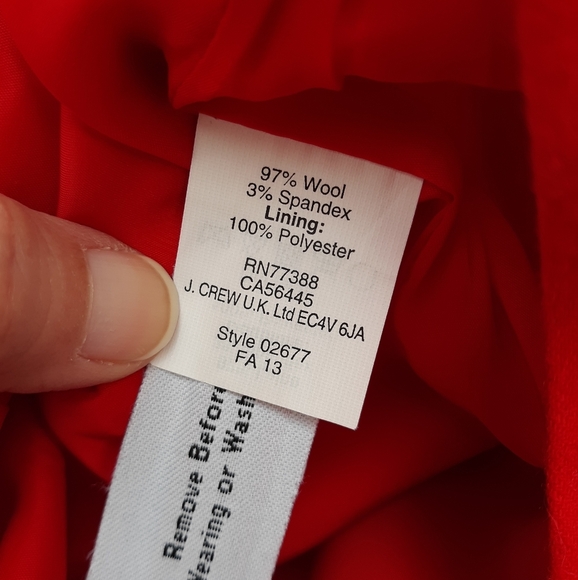 97% Wool
3% Spandex
Lining:
100% Polyester
RN77388
CA56445
J. CREW U.K. Ltd EC4V 6JA
Style 02677
FA 13
Remove Before
Wearing or Wash